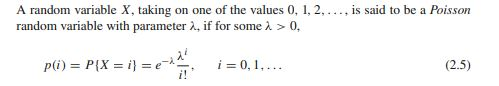 A random variable X, taking on one of the values 0, 1, 2, . . . , is said to be a Poisson
random variable with parameter λ, if for some λ > 0,
p(i) = P{X = i} = e^{−λ} \frac{λ^i}{i!}, i = 0, 1, . . . (2.5)